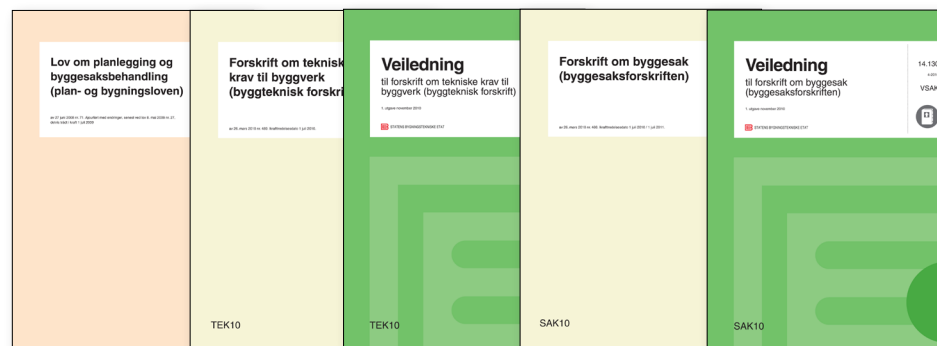 Lov om planlegging og
byggesaksbehandling
(plan- og bygningsloven)
TEK10
Forskrift om teknisk
krav til byggverk
(byggteknisk forskri
TEK10
Veiledning
til forskrift om tekniske krav til
byggverk (byggteknisk forskrift)
1. utgave november 2010
STATENS BYGNINGSTEKNISKE ETAT
Forskrift om byggesak
(byggesaksforskriften)
SAK10
Veiledning
til forskrift om byggesak
(byggesaksforskriften)
1. utgave november 2010
STATENS BYGNINGSTEKNISKE ETAT
14.130
VSAK
SAK10